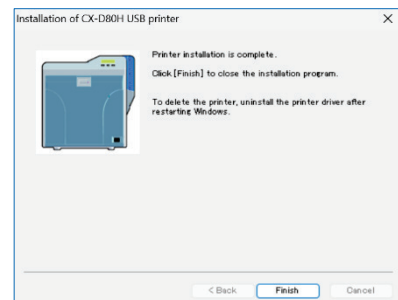 Installation of CX-D80H USB printer
Printer installation is complete.
Click [Finish] to close the installation program.
To delete the printer, uninstall the printer driver after
restarting Windows.
< Back
Finish
Cancel